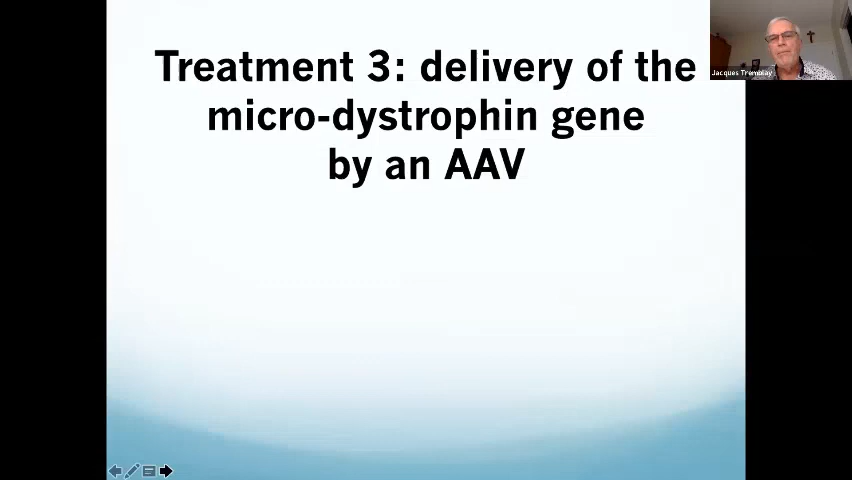 Treatment 3: delivery of the
micro-dystrophin gene
by an AAV
Jacques Tremblay